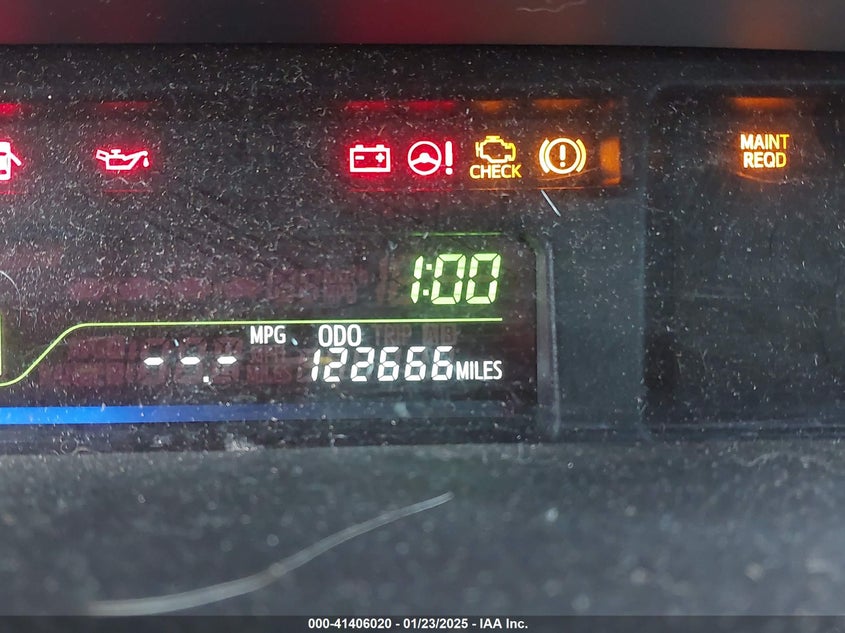 CHECK
MAINT
REQD
1:00
MPG ODO
--.- 122666 MILES
000-41406020 - 01/23/2025 - IAA Inc.